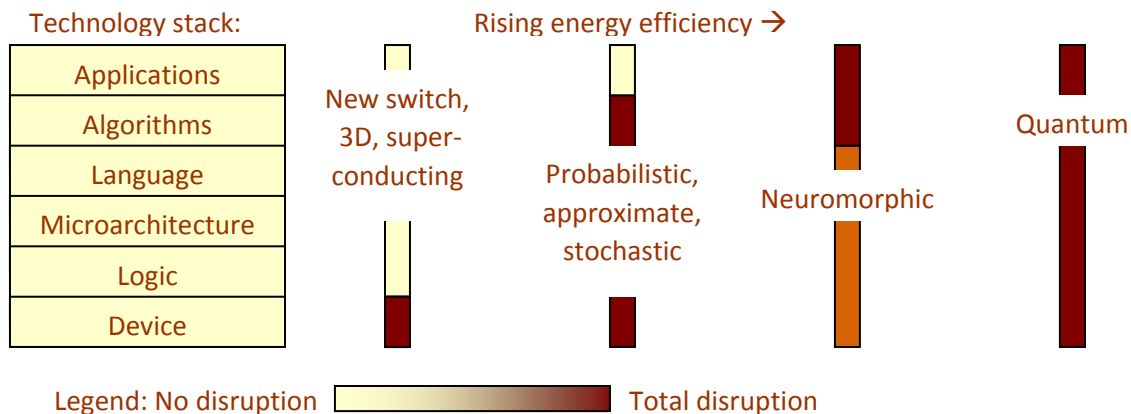 Technology stack:
Rising energy efficiency →
Applications
Algorithms
Language
Microarchitecture
Logic
Device
New switch,
3D, super-
conducting
Probabilistic,
approximate,
stochastic
Neuromorphic
Quantum
Legend: No disruption
Total disruption